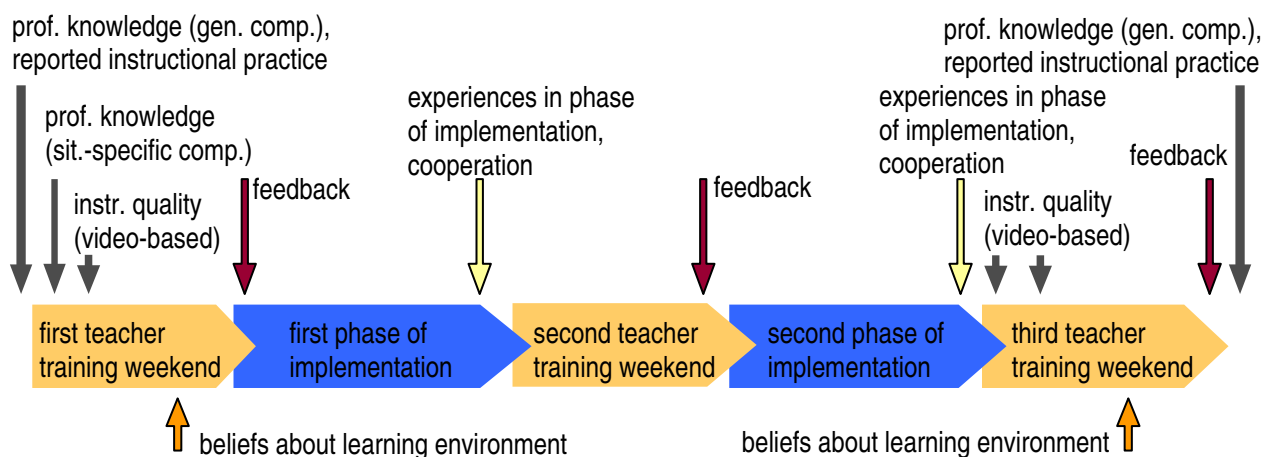 prof. knowledge (gen. comp.),
reported instructional practice
prof. knowledge
(sit.-specific comp.)
instr. quality
(video-based)
feedback
experiences in phase
of implementation,
cooperation
feedback
prof. knowledge (gen. comp.),
reported instructional practice
experiences in phase
of implementation,
cooperation
feedback
instr. quality
(video-based)
first teacher
training weekend
first phase of
implementation
second teacher
training weekend
second phase of
implementation
third teacher
training weekend
beliefs about learning environment
beliefs about learning environment